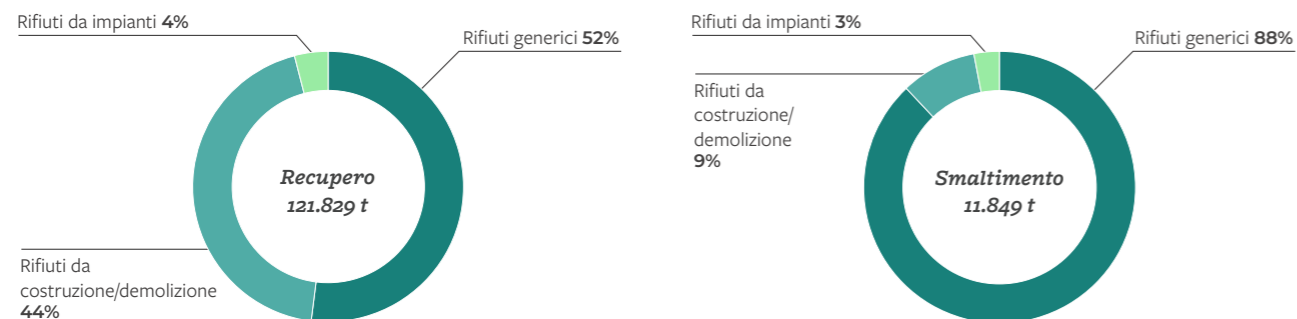 Rifiuti da impianti 4%
Rifiuti generici 52%
Recupero
121.829 t
Rifiuti da
costruzione/demolizione
44%
Rifiuti da impianti 3%
Rifiuti generici 88%
Rifiuti da
costruzione/
demolizione
9%
Smaltimento
11.849 t